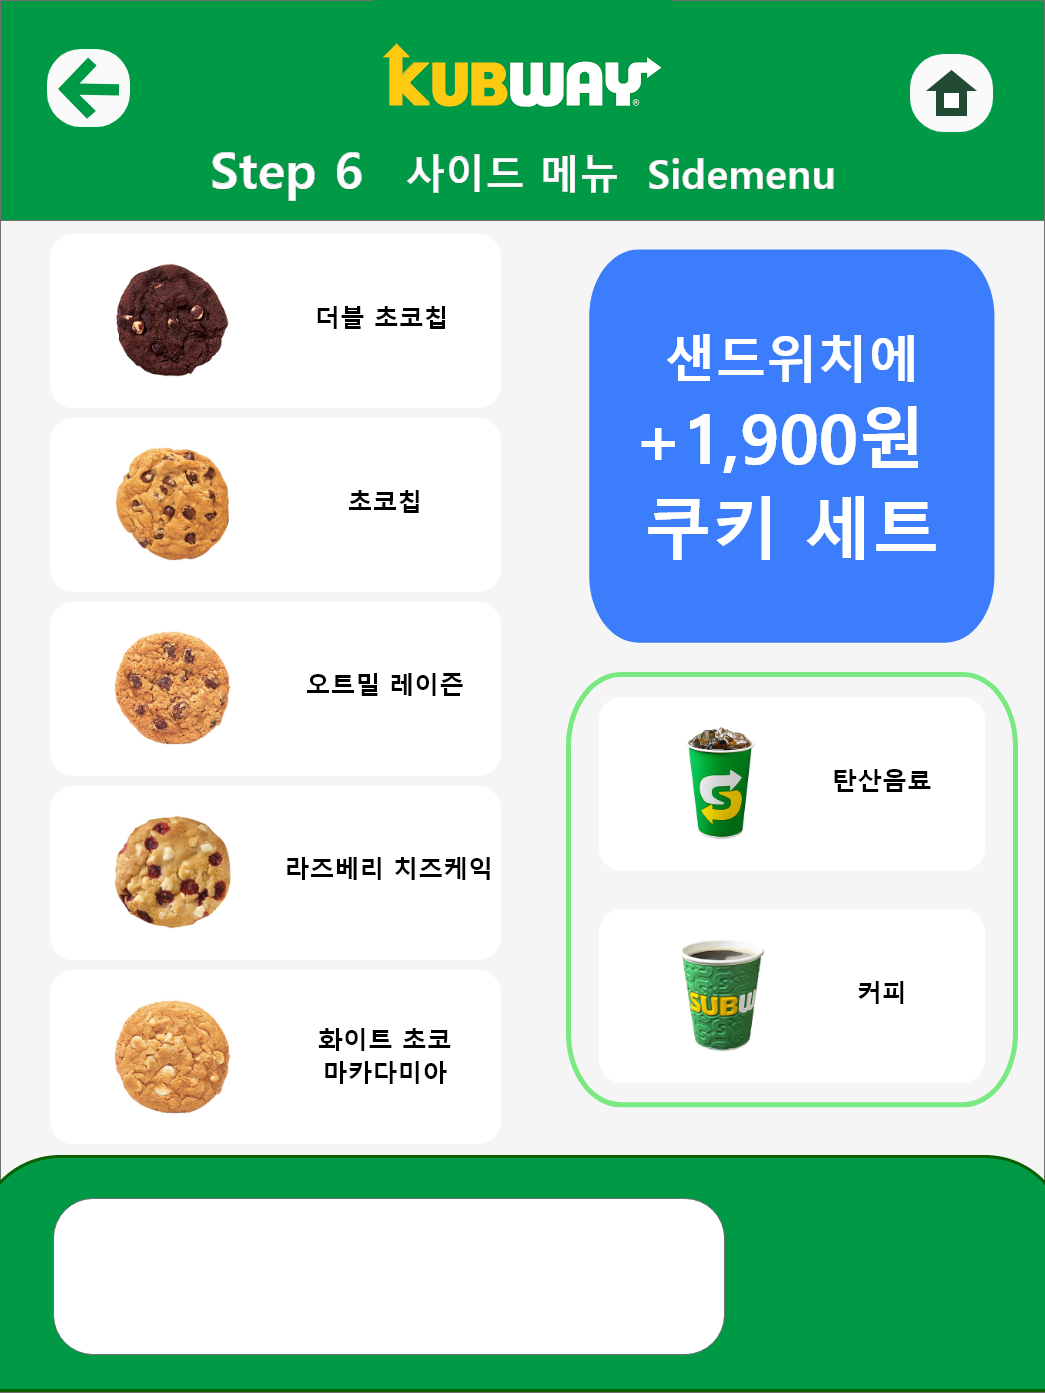 KUBWAY®
Step 6 사이드 메뉴 Sidemenu
더블 초코칩
초코칩
오트밀 레이즌
라즈베리 치즈케익
화이트 초코
마카다미아
샌드위치에
+1,900원
쿠키 세트
탄산음료
SUBW
커피